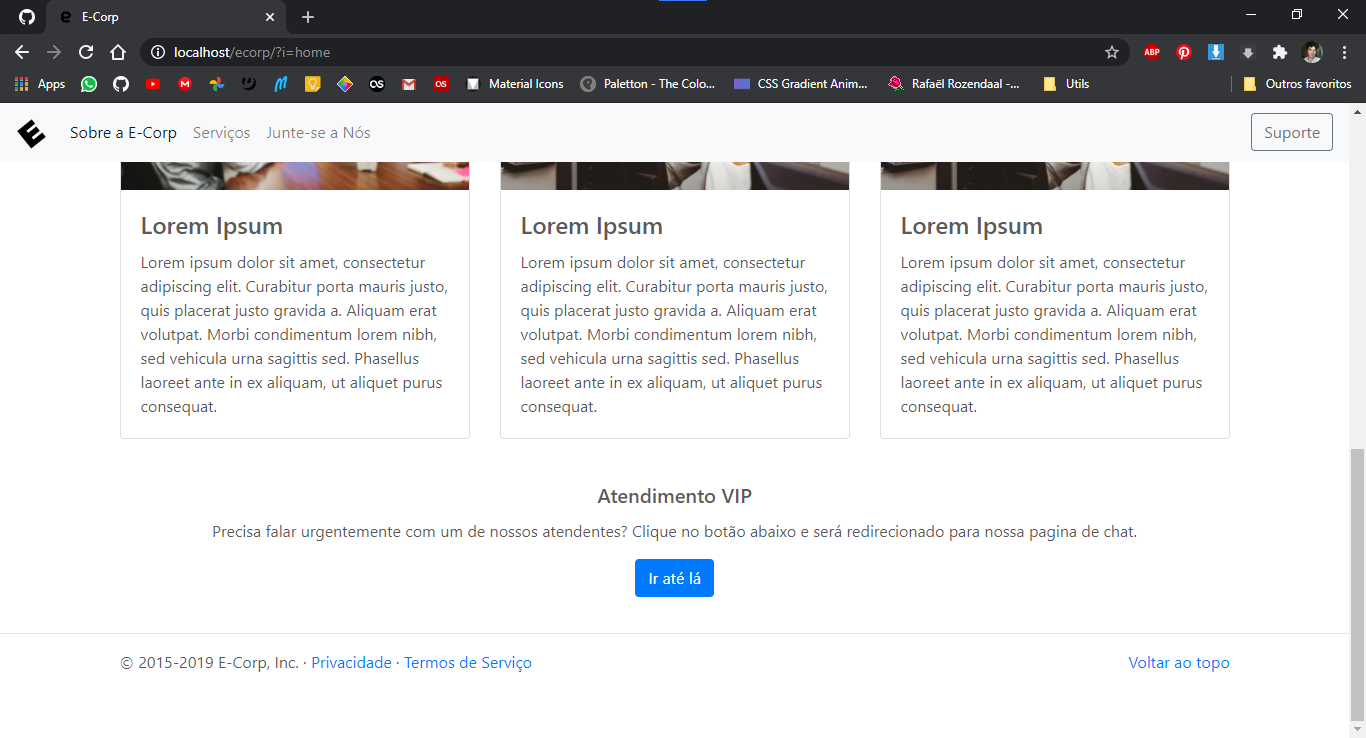 E-Corp
localhost/ecorp/?i=home
ABP
Apps
Material Icons
Paletton - The Colo...
CSS Gradient Anim...
Rafaël Rozendaal -...
Utils
Outros favoritos
Sobre a E-Corp
Serviços
Junte-se a Nós
Suporte
Lorem Ipsum
Lorem ipsum dolor sit amet, consectetur
adipiscing elit. Curabitur porta mauris justo,
quis placerat justo gravida a. Aliquam erat
volutpat. Morbi condimentum lorem nibh,
sed vehicula urna sagittis sed. Phasellus
laoreet ante in ex aliquam, ut aliquet purus
consequat.
Lorem Ipsum
Lorem ipsum dolor sit amet, consectetur
adipiscing elit. Curabitur porta mauris justo,
quis placerat justo gravida a. Aliquam erat
volutpat. Morbi condimentum lorem nibh,
sed vehicula urna sagittis sed. Phasellus
laoreet ante in ex aliquam, ut aliquet purus
consequat.
Lorem Ipsum
Lorem ipsum dolor sit amet, consectetur
adipiscing elit. Curabitur porta mauris justo,
quis placerat justo gravida a. Aliquam erat
volutpat. Morbi condimentum lorem nibh,
sed vehicula urna sagittis sed. Phasellus
laoreet ante in ex aliquam, ut aliquet purus
consequat.
Atendimento VIP
Precisa falar urgentemente com um de nossos atendentes? Clique no botão abaixo e será redirecionado para nossa pagina de chat.
Ir até lá
© 2015-2019 E-Corp, Inc. · Privacidade · Termos de Serviço
Voltar ao topo